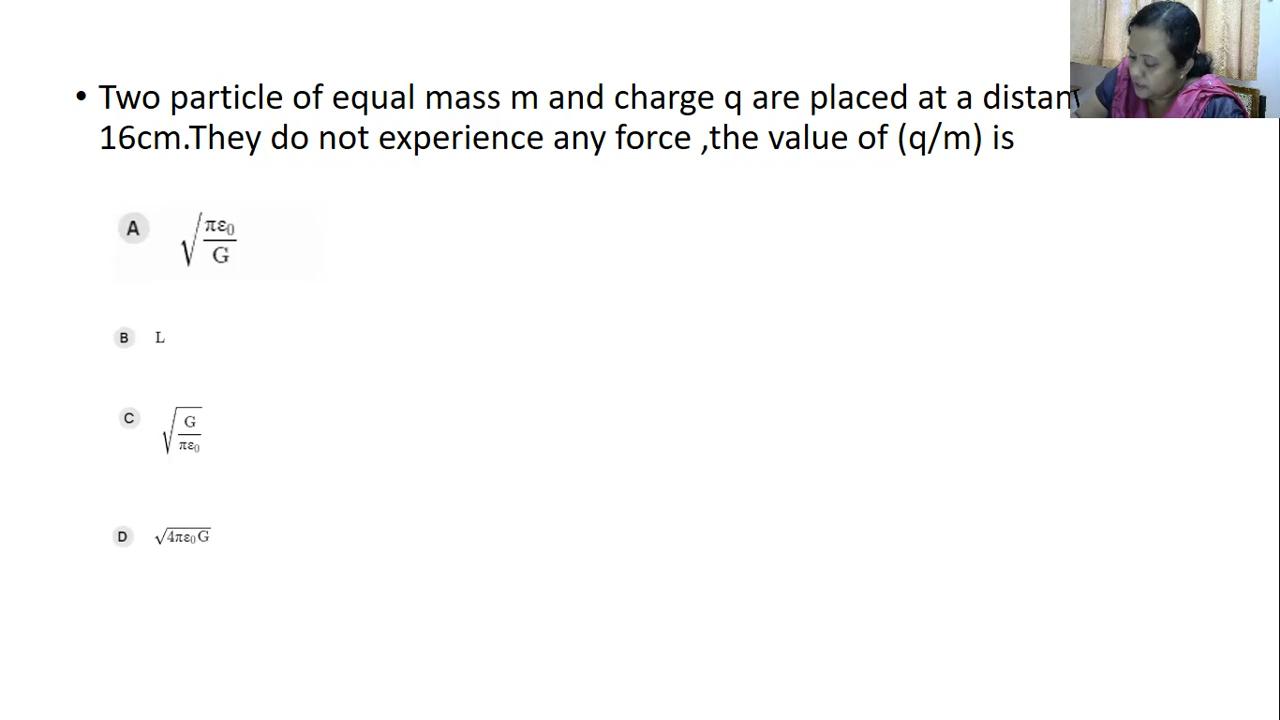 • Two particle of equal mass m and charge q are placed at a distan
16cm.They do not experience any force ,the value of (q/m) is
A √(πε₀/G)
B L
C √(G/πε₀)
D √(4πε₀G)